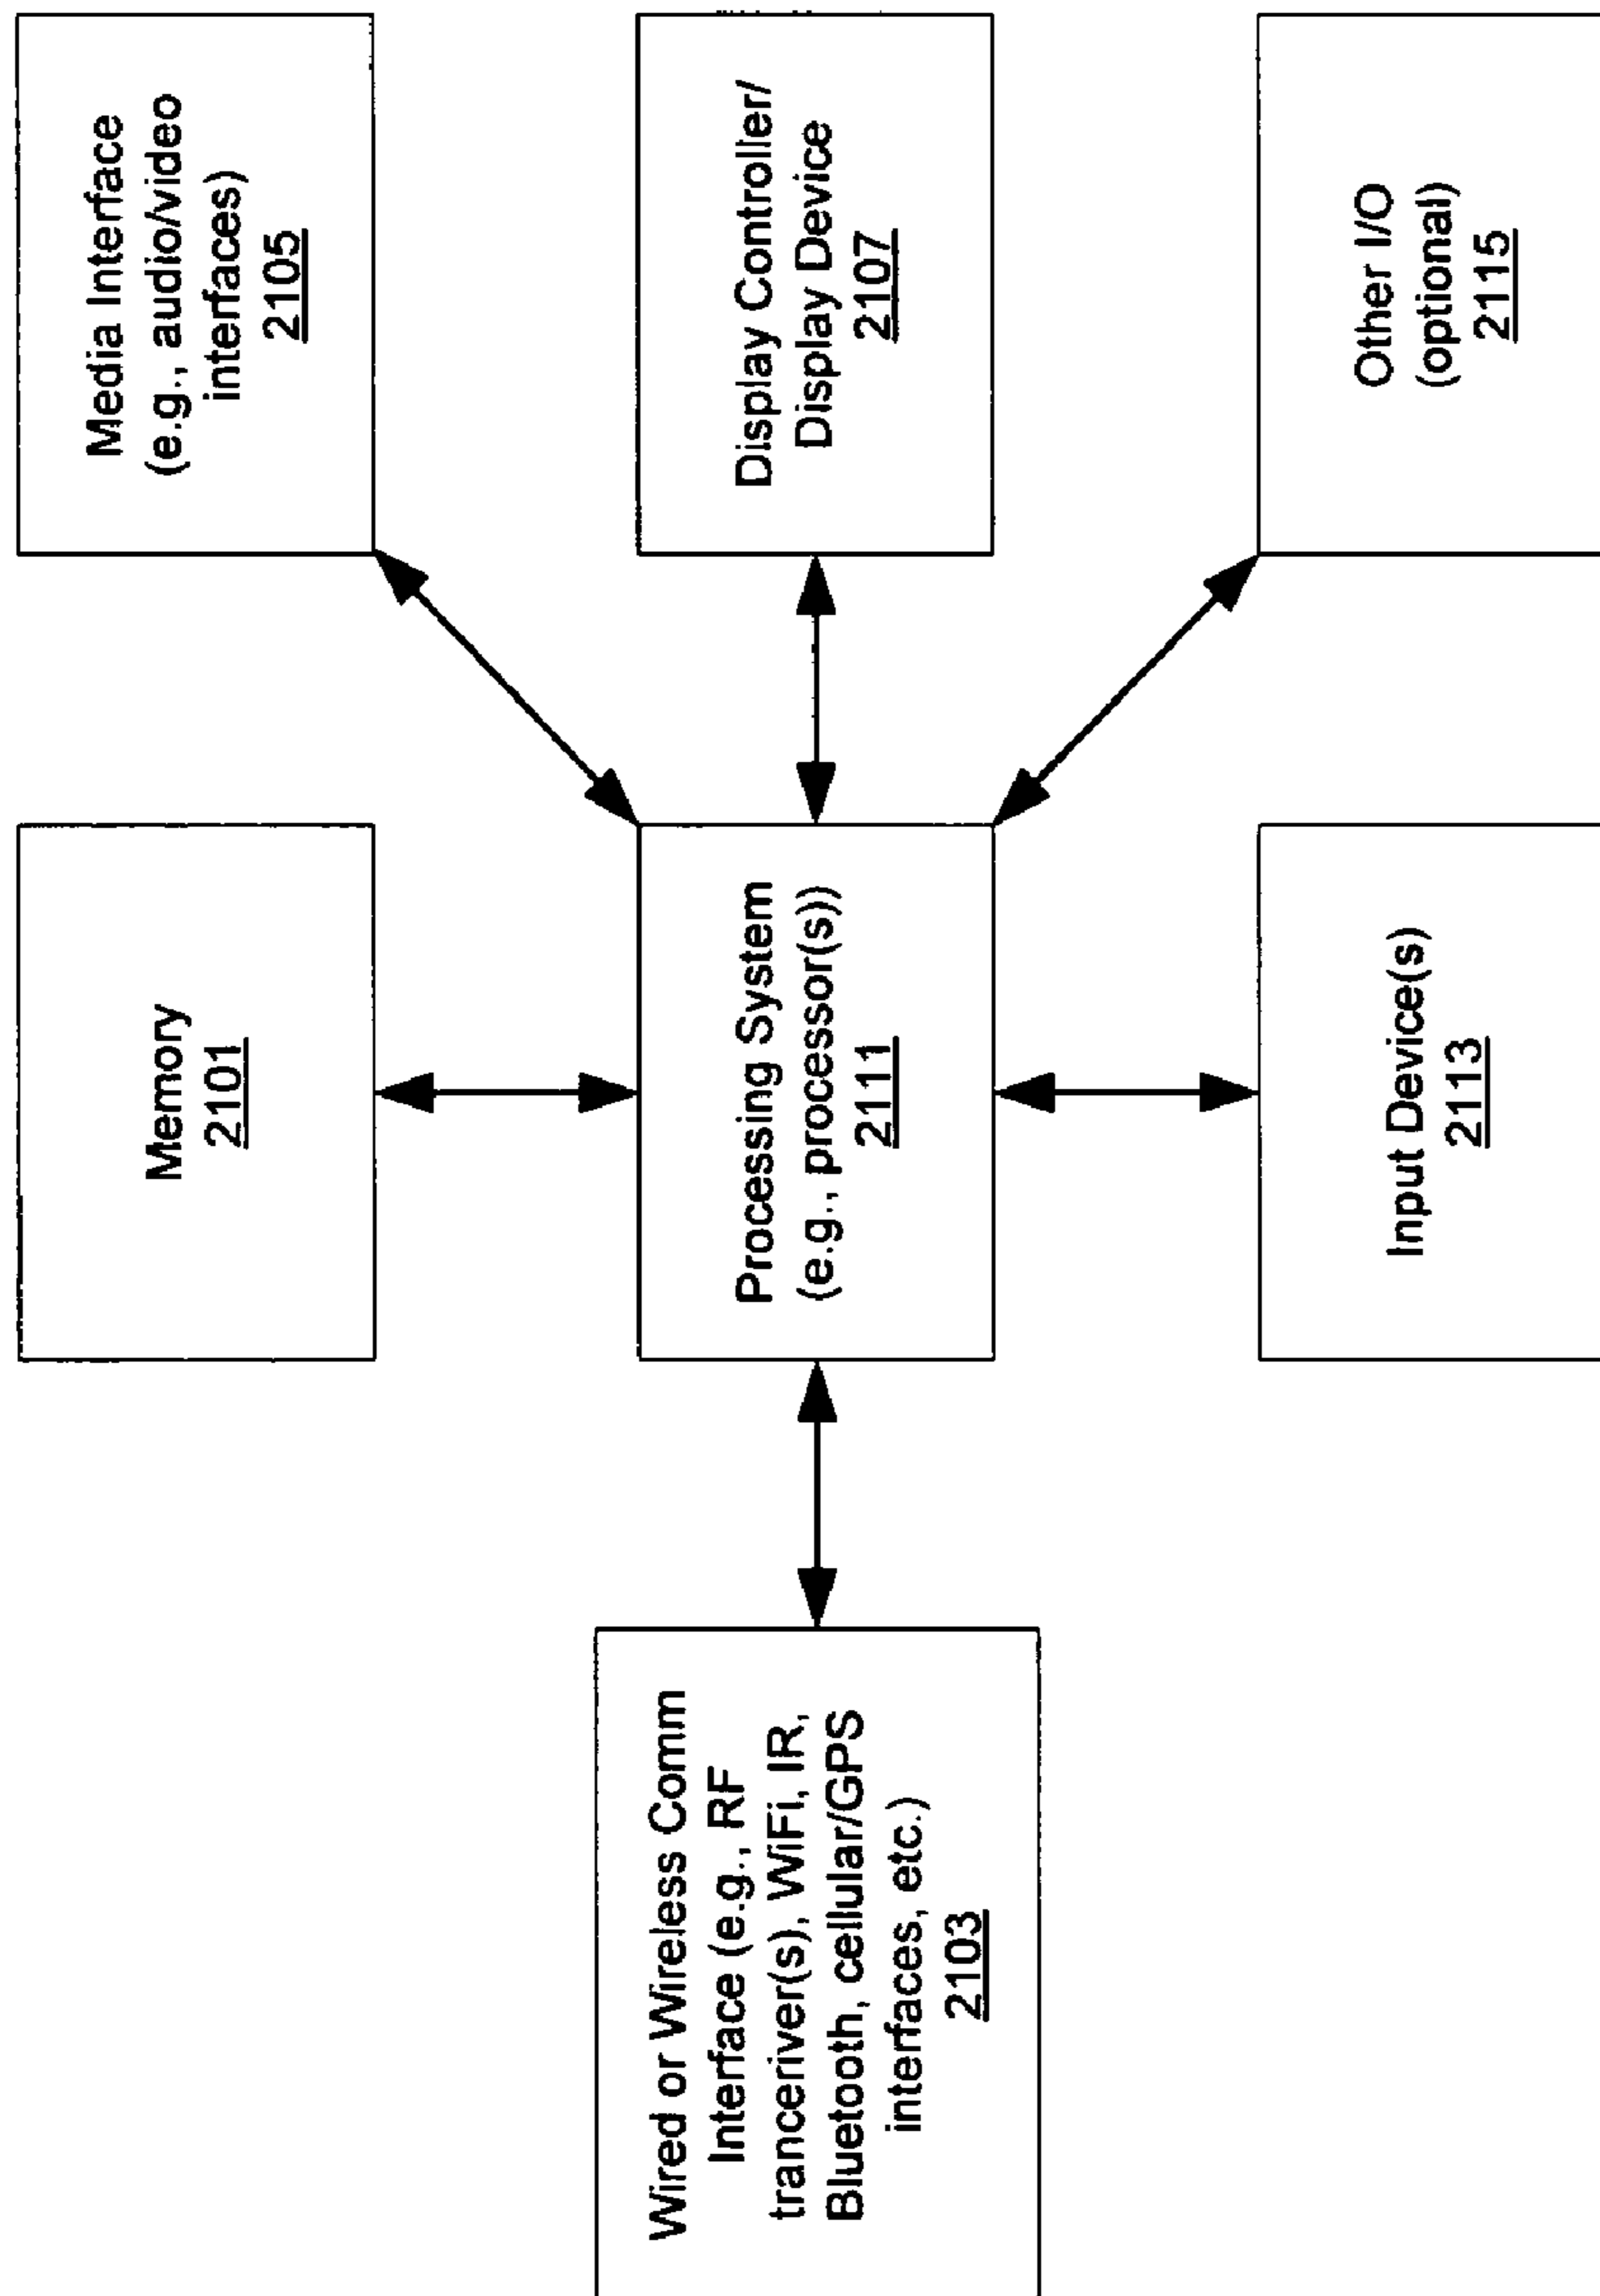 Memory
2101
Media Interface
(e.g., audio/video
interfaces)
2105
Wired or Wireless Comm
Interface (e.g., RF
tranceriver(s), WiFi, IR,
Bluetooth, cellular/GPS
interfaces, etc.)
2103
Processing System
(e.g., processor(s))
2111
Display Controller/
Display Device
2107
Input Device(s)
2113
Other I/O
(optional)
2115